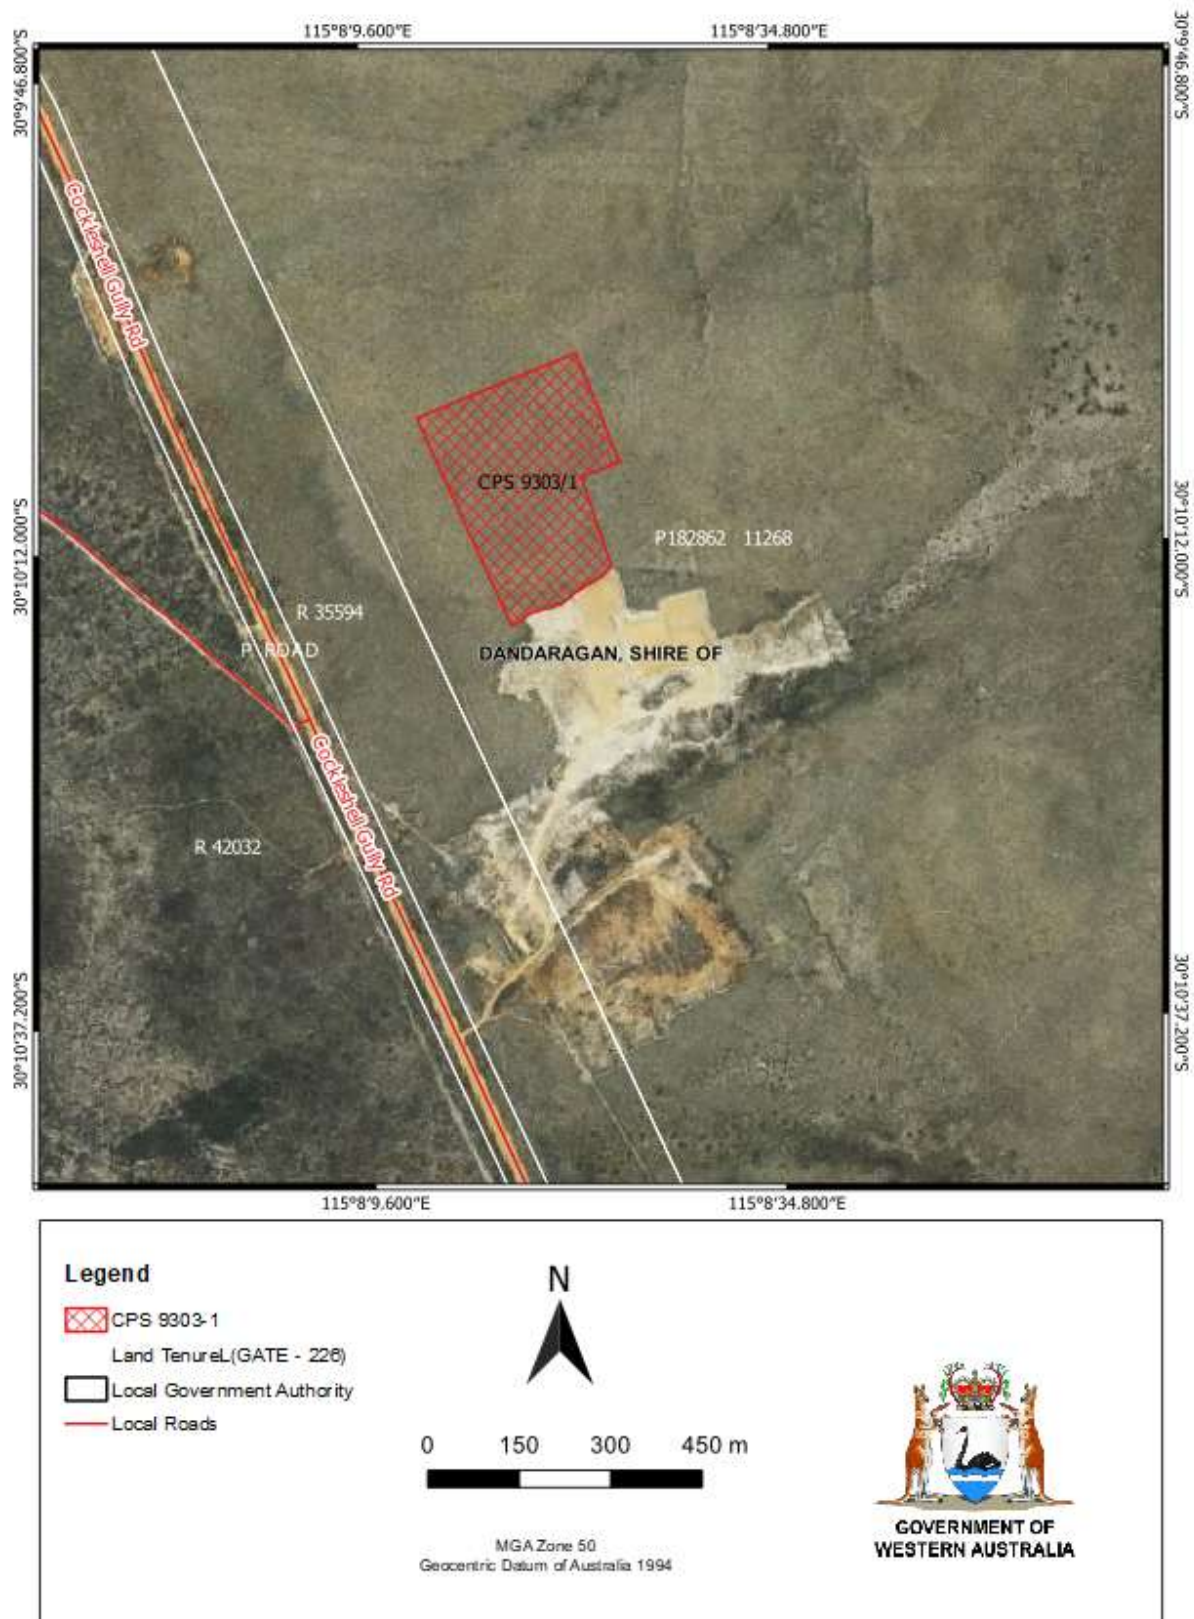 115°8'9.600"E 115°8'34.800"E
30°9'46.800"S
30°9'46.800"S
Cockleshell Gully Rd
CPS 9303/1
P182862 11268
30°10'12.000"S
30°10'12.000"S
R 35594
P ROAD
DANDARAGAN, SHIRE OF
Cockleshell Gully Rd
R 42032
30°10'37.200"S
30°10'37.200"S
115°8'9.600"E 115°8'34.800"E
Legend
CPS 9303-1
Land TenureL(GATE - 226)
Local Government Authority
Local Roads
N
0 150 300 450 m
MGA Zone 50
Geocentric Datum of Australia 1994
GOVERNMENT OF
WESTERN AUSTRALIA